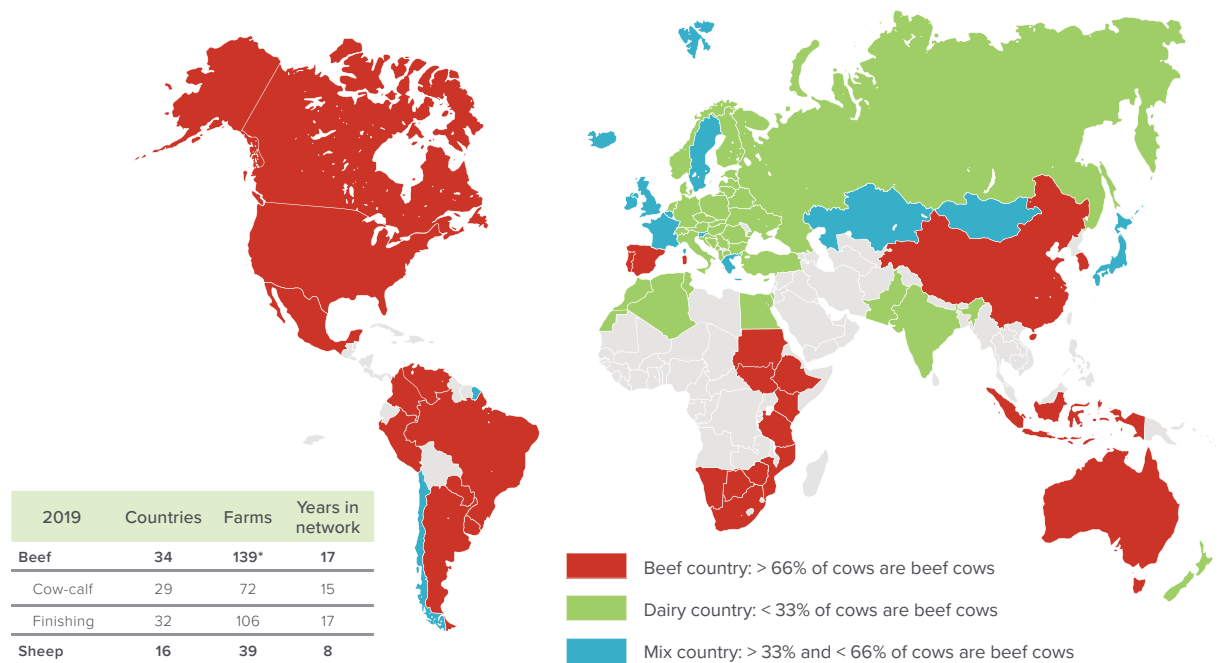 2019 Countries Farms Years in network
Beef 34 139* 17
Cow-calf 29 72 15
Finishing 32 106 17
Sheep 16 39 8
Beef country: > 66% of cows are beef cows
Dairy country: < 33% of cows are beef cows
Mix country: > 33% and < 66% of cows are beef cows